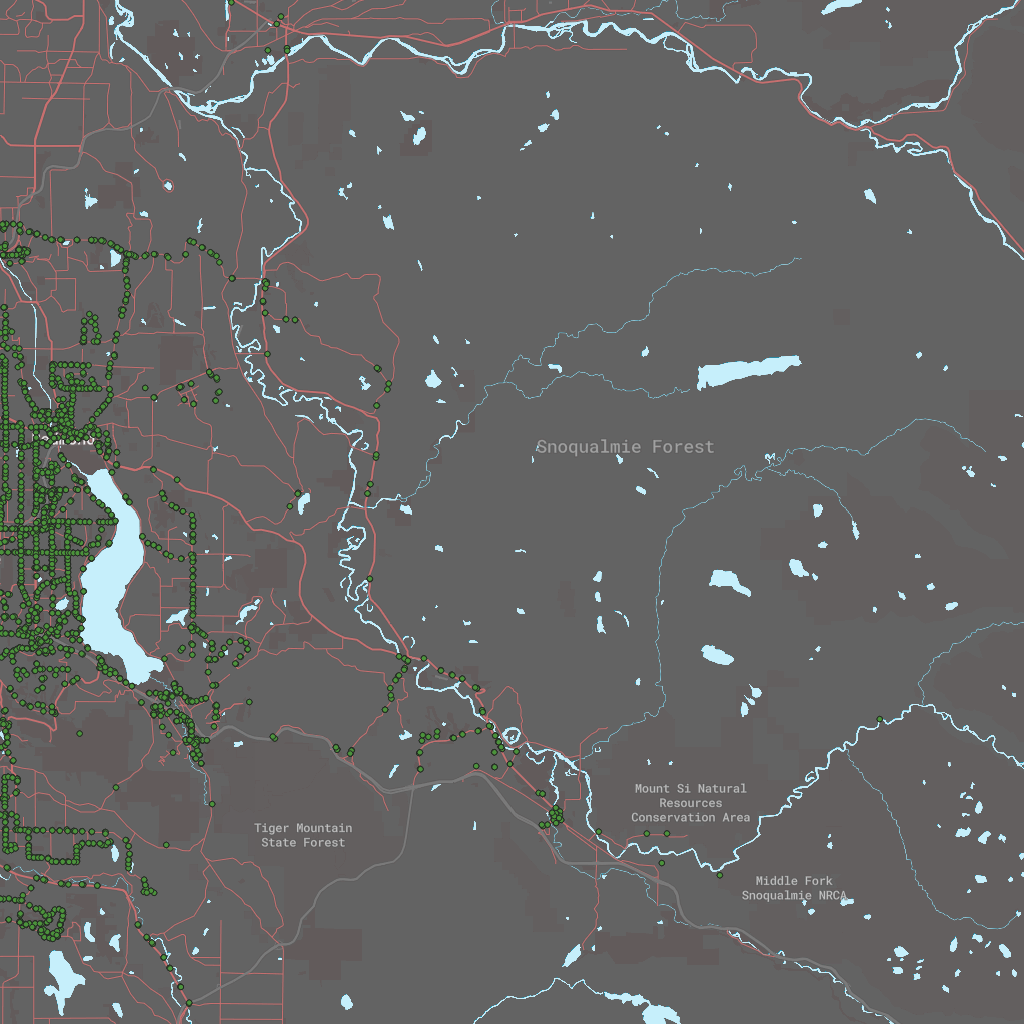 Snoqualmie Forest
Mount Si Natural
Resources
Conservation Area
Tiger Mountain
State Forest
Middle Fork
Snoqualmie NRCA